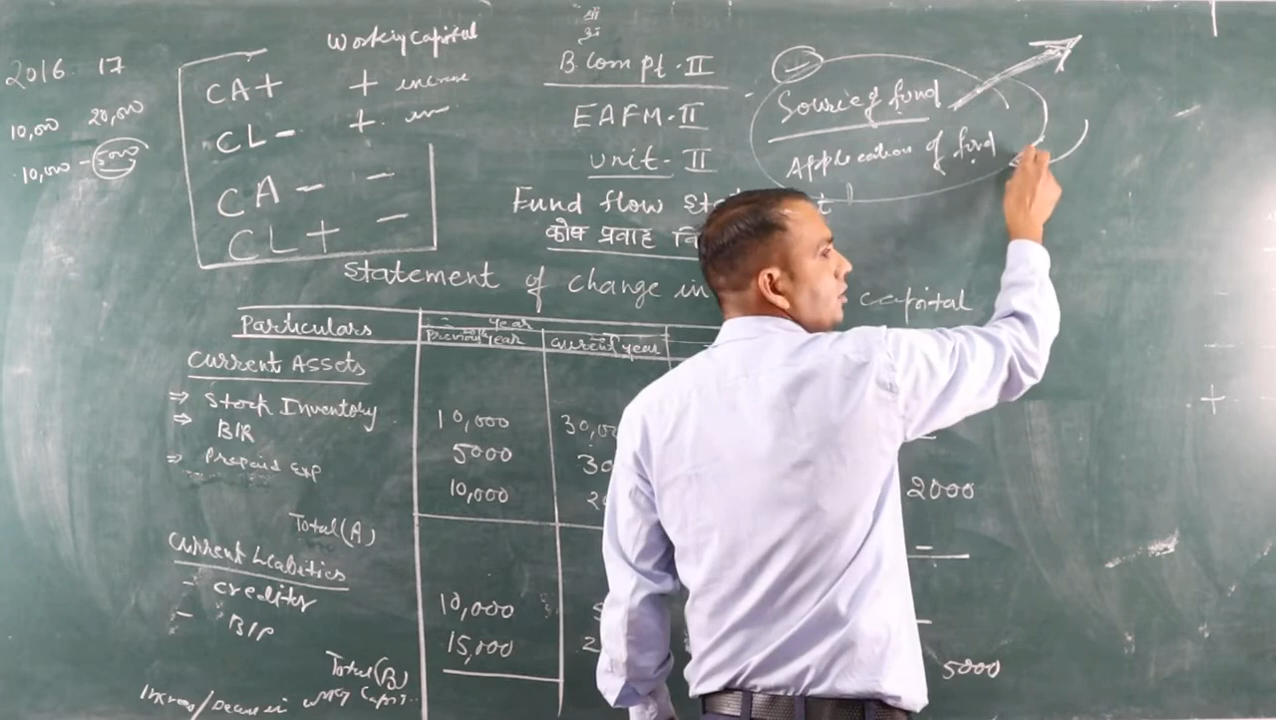 Working Capital
2016 17
10,000 20,000
10,000 - 5000
CA+ + increase
CL- +
CA - -
CL + -
B Com pt. II
EAFM. II
Unit. II
Fund flow
कोष प्रवाह
Source of fund
Application of fund
Statement of change in capital
Particulars
year
Previous year
Current year
Current Assets
⇒ Stock Inventory 10,000
⇒ B/R 5000
⇒ Prepaid Exp 10,000 2000
Total (A)
Current Liabilities
- Creditors 10,000
- B/P 15,000 5000
Total (B)